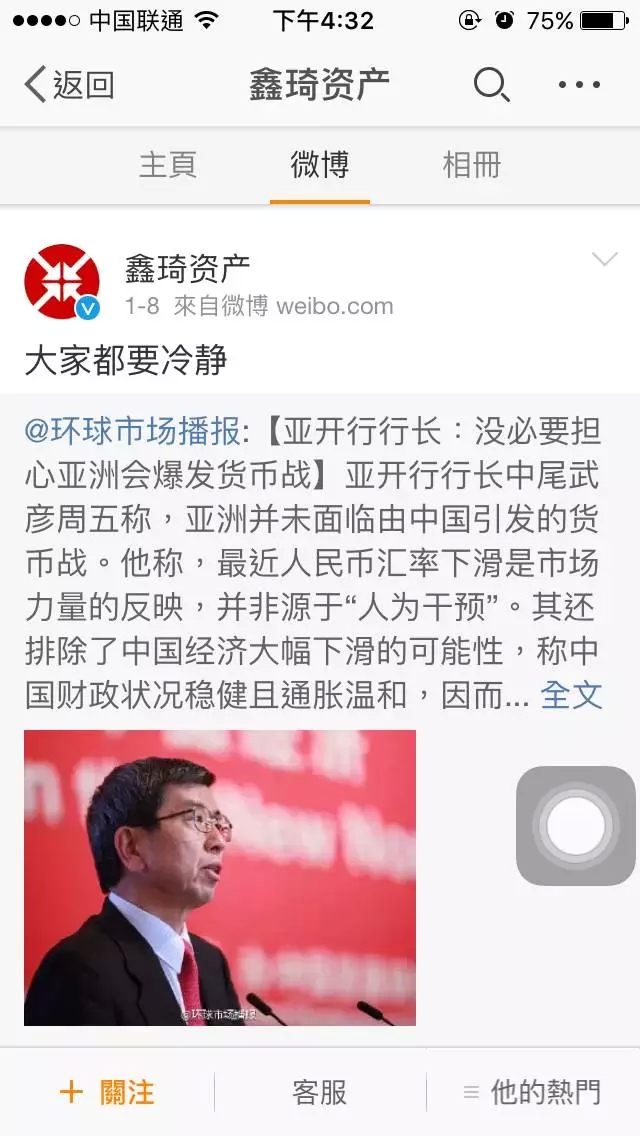 中国联通 下午4:32 75%
返回 鑫琦资产
主頁 微博 相冊
鑫琦资产
1-8 來自微博 weibo.com
大家都要冷静
@环球市场播报:【亚开行行长：没必要担
心亚洲会爆发货币战】亚开行行长中尾武
彦周五称，亚洲并未面临由中国引发的货
币战。他称，最近人民币汇率下滑是市场
力量的反映，并非源于“人为干预”。其还
排除了中国经济大幅下滑的可能性，称中
国财政状况稳健且通胀温和，因而... 全文
@环球市场播报
+ 關注 客服 他的熱門